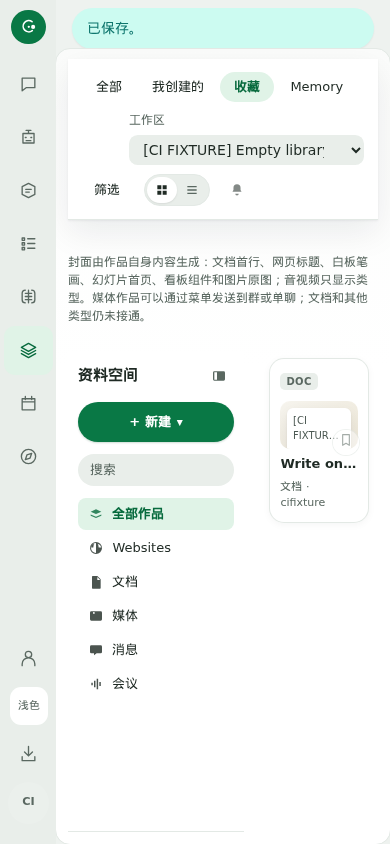 已保存。
全部 我创建的 收藏 Memory
工作区
[CI FIXTURE] Empty library
筛选
封面由作品自身内容生成：文档首行、网页标题、白板笔
画、幻灯片首页、看板组件和图片原图；音视频只显示类
型。媒体作品可以通过菜单发送到群或单聊；文档和其他
类型仍未接通。
资料空间
+ 新建 ▾
搜索
全部作品
Websites
文档
媒体
消息
会议
DOC
[CI
FIXTUR...
Write on...
文档 ·
cifixture
浅色
CI